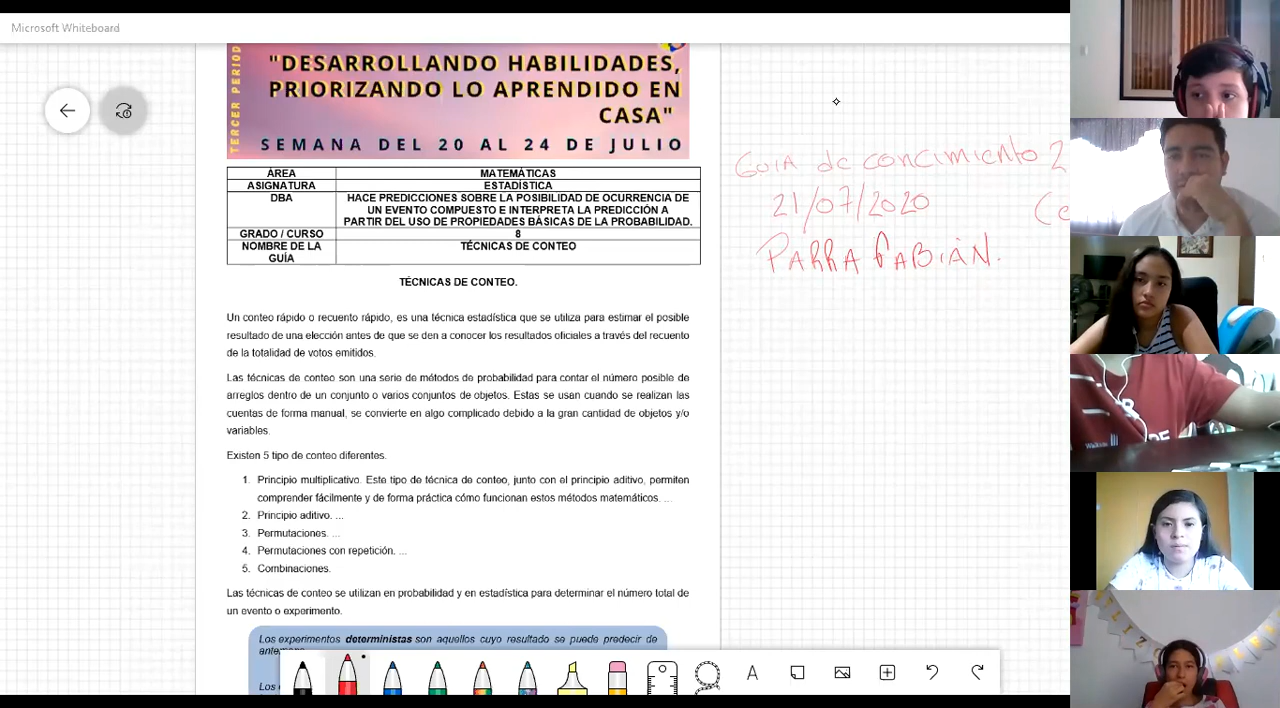 Microsoft Whiteboard
TERCER PERIOD
"DESARROLLANDO HABILIDADES,
PRIORIZANDO LO APRENDIDO EN
CASA"
SEMANA DEL 20 AL 24 DE JULIO
ÁREA MATEMÁTICAS
ASIGNATURA ESTADÍSTICA
DBA HACE PREDICCIONES SOBRE LA POSIBILIDAD DE OCURRENCIA DE
UN EVENTO COMPUESTO E INTERPRETA LA PREDICCIÓN A
PARTIR DEL USO DE PROPIEDADES BÁSICAS DE LA PROBABILIDAD.
GRADO / CURSO 8
NOMBRE DE LA TÉCNICAS DE CONTEO
GUÍA
TÉCNICAS DE CONTEO.
Un conteo rápido o recuento rápido, es una técnica estadística que se utiliza para estimar el posible
resultado de una elección antes de que se den a conocer los resultados oficiales a través del recuento
de la totalidad de votos emitidos.
Las técnicas de conteo son una serie de métodos de probabilidad para contar el número posible de
arreglos dentro de un conjunto o varios conjuntos de objetos. Estas se usan cuando se realizan las
cuentas de forma manual, se convierte en algo complicado debido a la gran cantidad de objetos y/o
variables.
Existen 5 tipo de conteo diferentes.
1. Principio multiplicativo. Este tipo de técnica de conteo, junto con el principio aditivo, permiten
comprender fácilmente y de forma práctica cómo funcionan estos métodos matemáticos. ...
2. Principio aditivo. ...
3. Permutaciones. ...
4. Permutaciones con repetición. ...
5. Combinaciones.
Las técnicas de conteo se utilizan en probabilidad y en estadística para determinar el número total de
un evento o experimento.
Los experimentos deterministas son aquellos cuyo resultado se puede predecir de
Guia de concimiento 2
21/07/2020
PARRA FABIÀN.
A